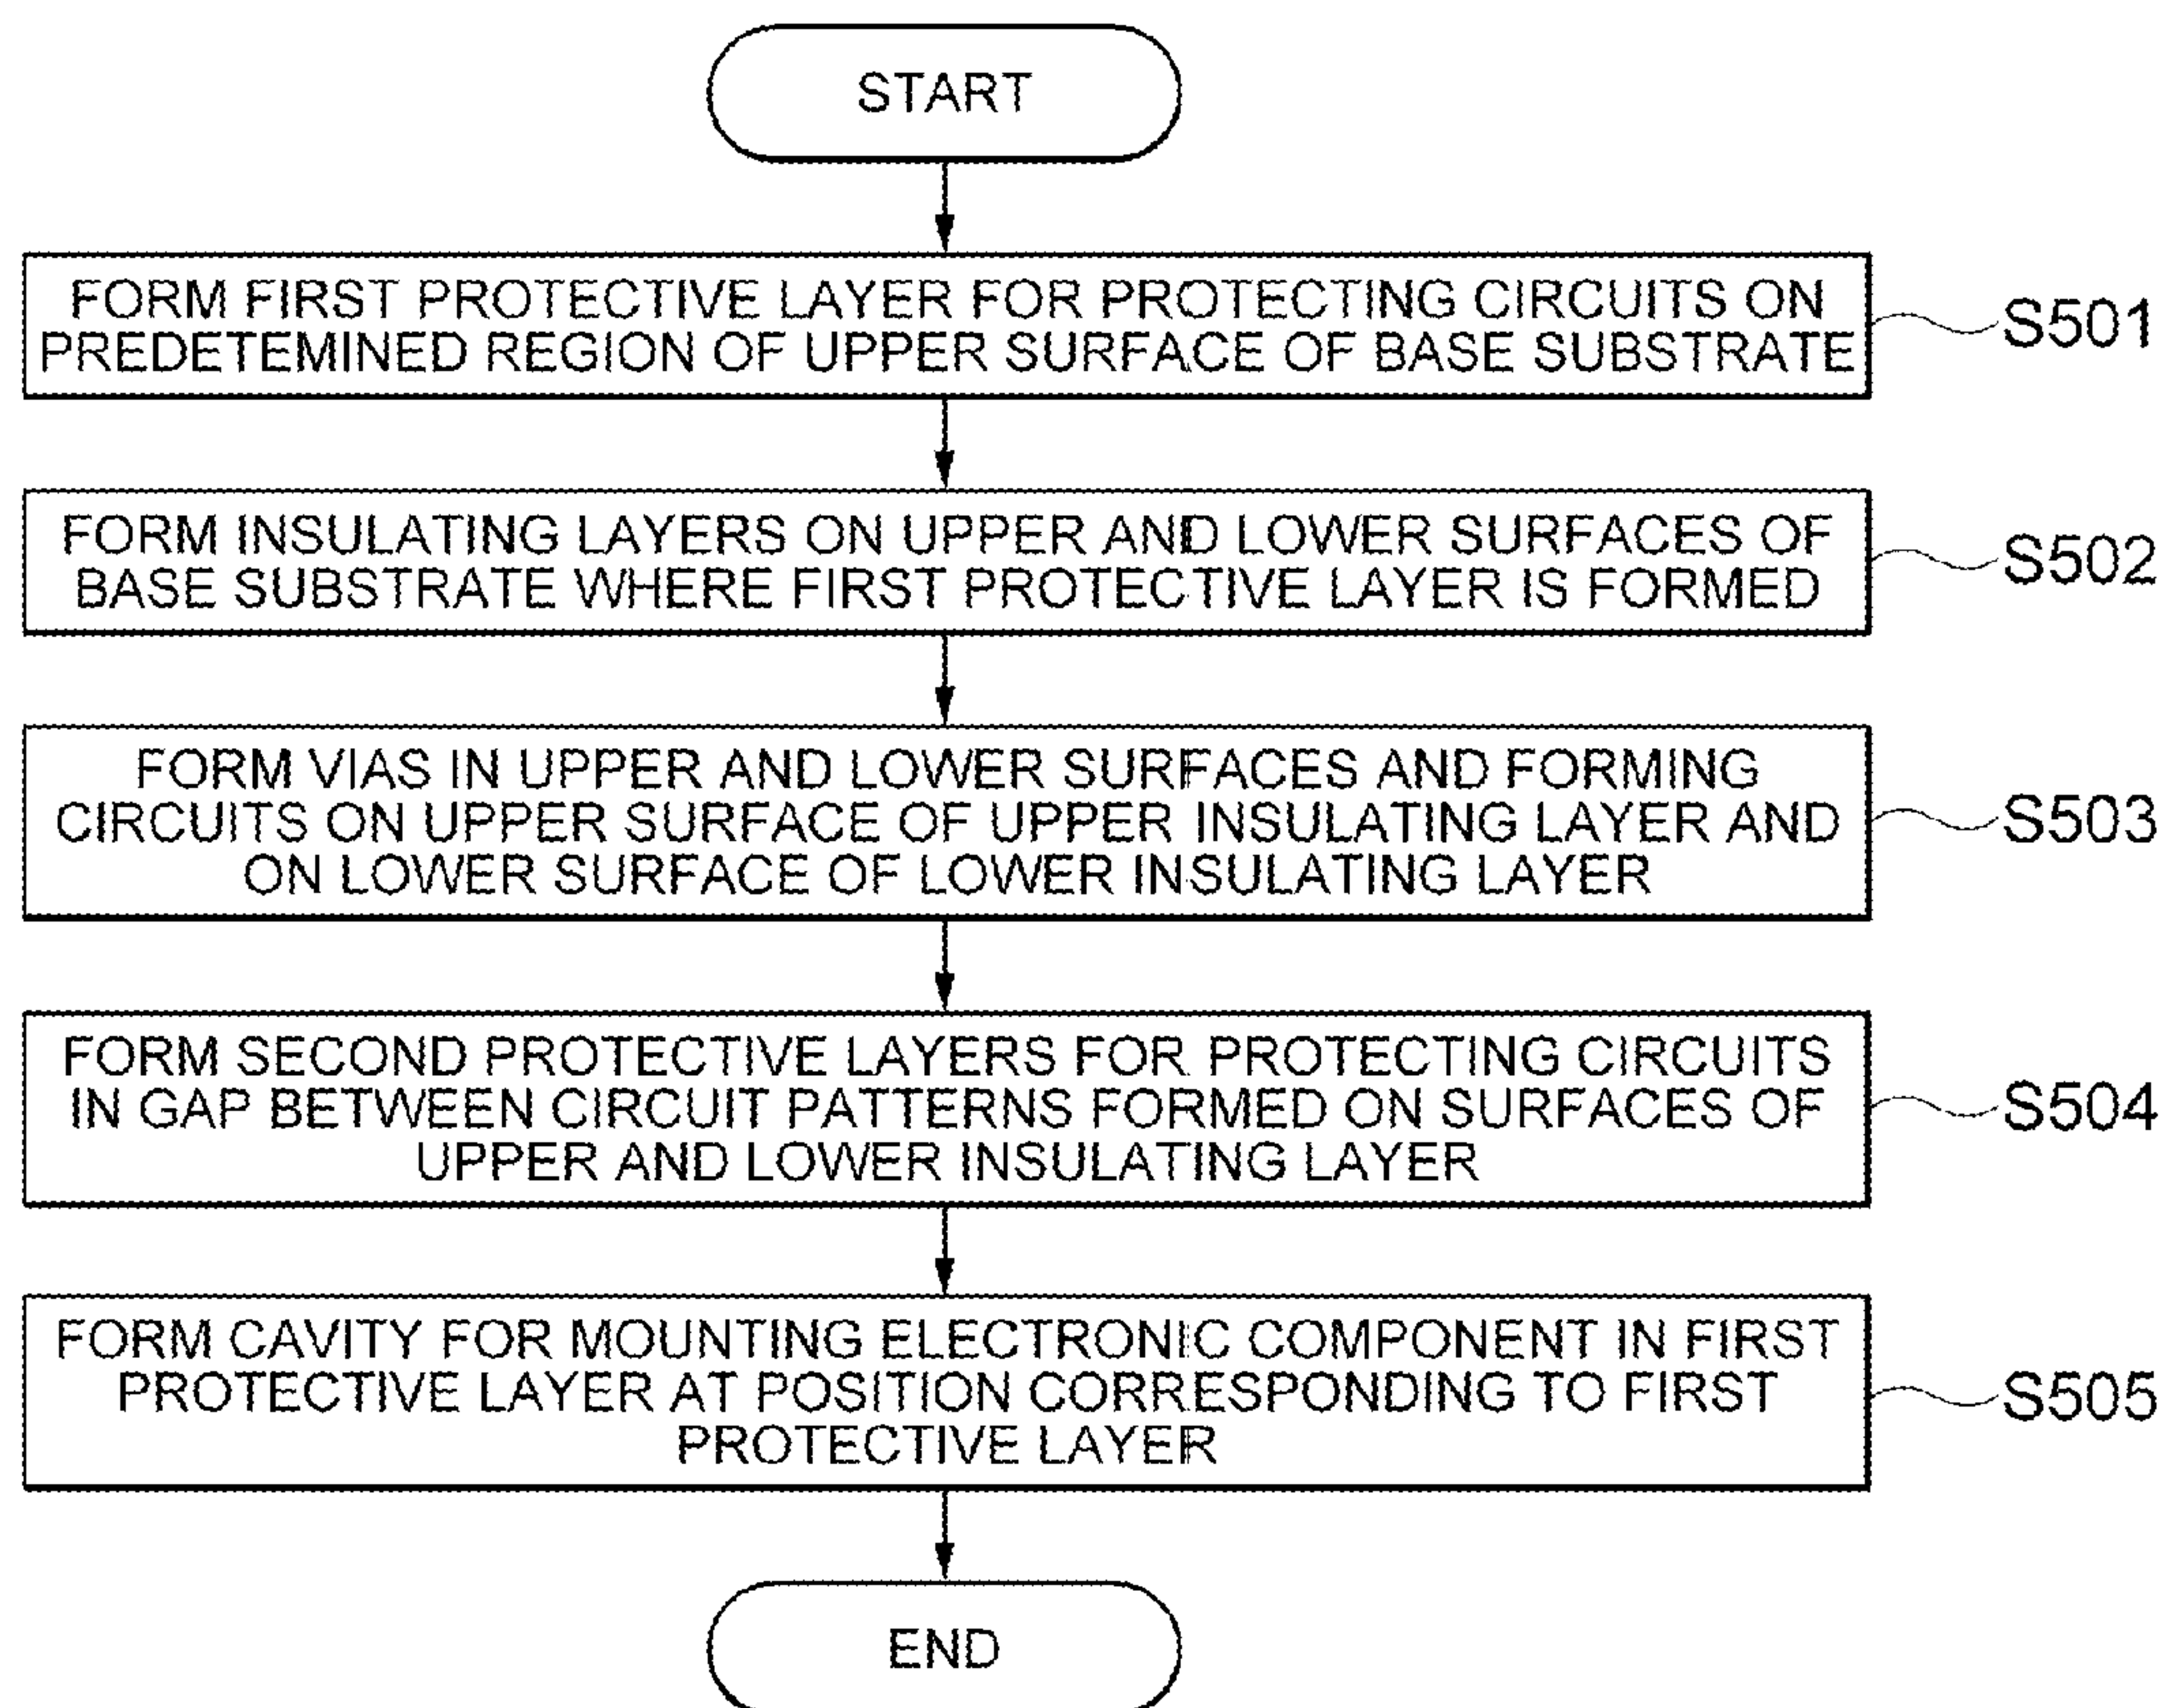 START
FORM FIRST PROTECTIVE LAYER FOR PROTECTING CIRCUITS ON
PREDETEMINED REGION OF UPPER SURFACE OF BASE SUBSTRATE
S501
FORM INSULATING LAYERS ON UPPER AND LOWER SURFACES OF
BASE SUBSTRATE WHERE FIRST PROTECTIVE LAYER IS FORMED
S502
FORM VIAS IN UPPER AND LOWER SURFACES AND FORMING
CIRCUITS ON UPPER SURFACE OF UPPER INSULATING LAYER AND
ON LOWER SURFACE OF LOWER INSULATING LAYER
S503
FORM SECOND PROTECTIVE LAYERS FOR PROTECTING CIRCUITS
IN GAP BETWEEN CIRCUIT PATTERNS FORMED ON SURFACES OF
UPPER AND LOWER INSULATING LAYER
S504
FORM CAVITY FOR MOUNTING ELECTRONIC COMPONENT IN FIRST
PROTECTIVE LAYER AT POSITION CORRESPONDING TO FIRST
PROTECTIVE LAYER
S505
END